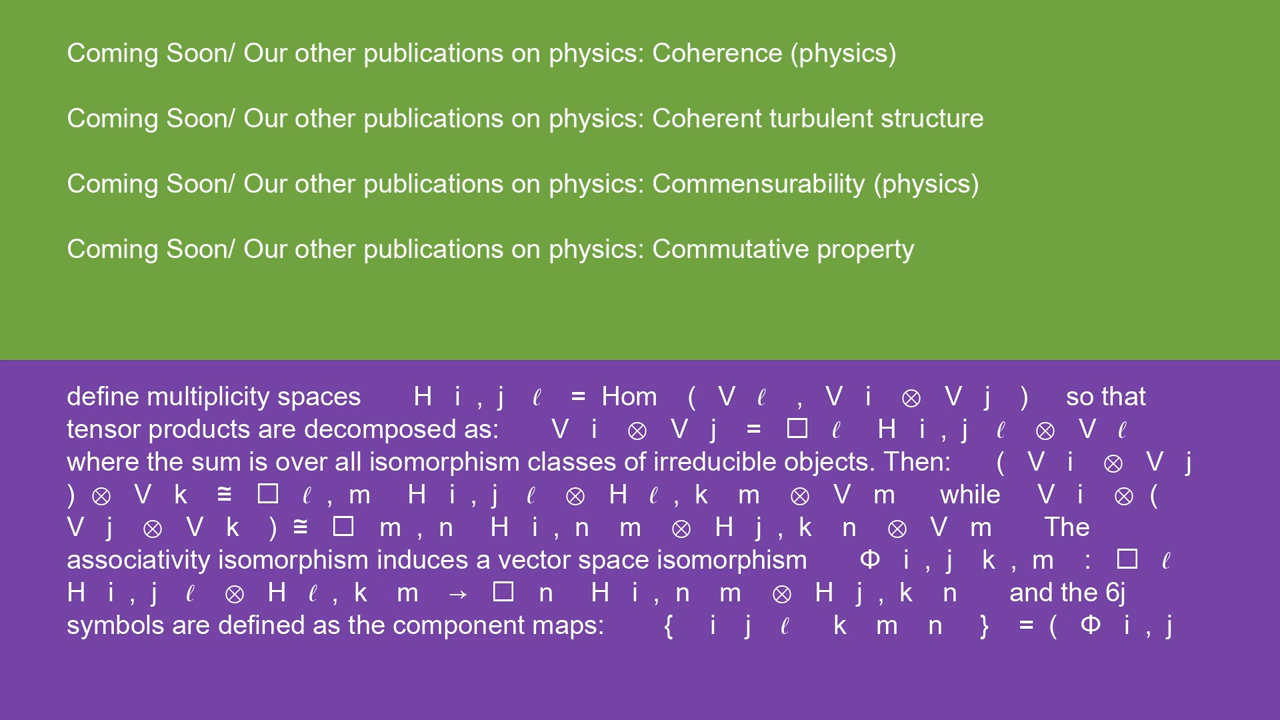 Coming Soon/ Our other publications on physics: Coherence (physics)
Coming Soon/ Our other publications on physics: Coherent turbulent structure
Coming Soon/ Our other publications on physics: Commensurability (physics)
Coming Soon/ Our other publications on physics: Commutative property
define multiplicity spaces H i , j ℓ = Hom ( V ℓ , V i ⊗ V j ) so that
tensor products are decomposed as: V i ⊗ V j = □ ℓ H i , j ℓ ⊗ V ℓ
where the sum is over all isomorphism classes of irreducible objects. Then: ( V i ⊗ V j
) ⊗ V k ≅ □ ℓ , m H i , j ℓ ⊗ H ℓ , k m ⊗ V m while V i ⊗ (
V j ⊗ V k ) ≅ □ m , n H i , n m ⊗ H j , k n ⊗ V m The
associativity isomorphism induces a vector space isomorphism Φ i , j k , m : □ ℓ
H i , j ℓ ⊗ H ℓ , k m → □ n H i , n m ⊗ H j , k n and the 6j
symbols are defined as the component maps: { i j ℓ k m n } = ( Φ i , j